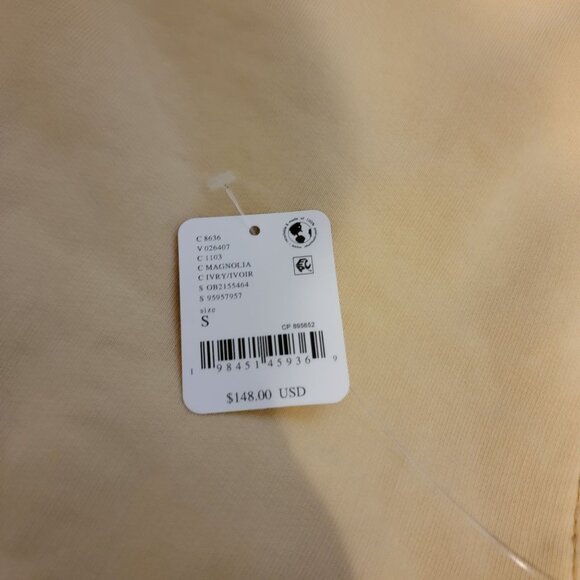 C 8636
V 026407
C 1103
C MAGNOLIA
C IVRY/IVOIR
S OB2155464
S 95957957
size
S
CP 895652
1 98451 45936 9
$148.00 USD